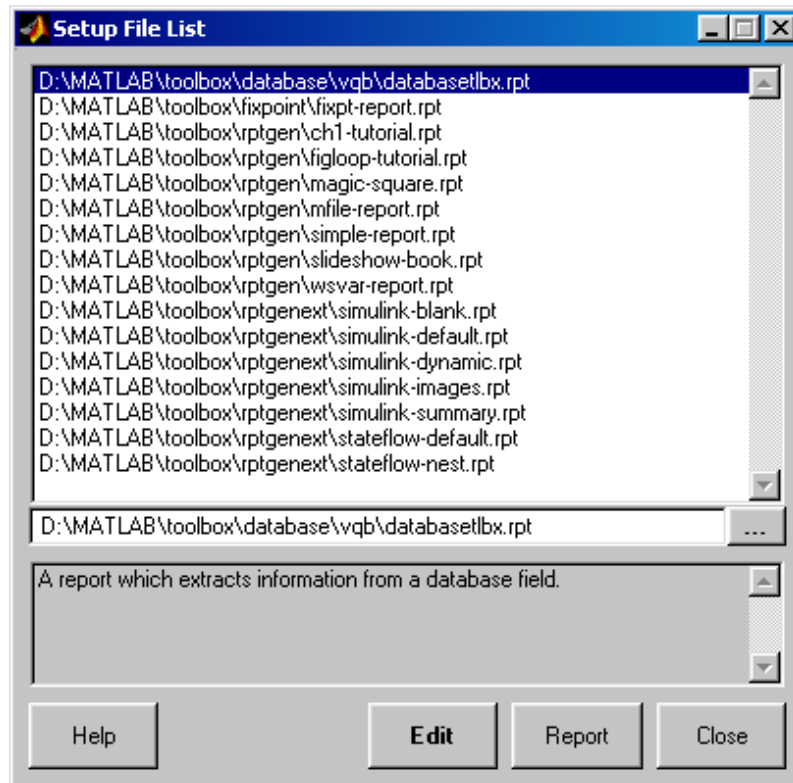 Setup File List
D:\MATLAB\toolbox\database\vqb\databasetlbx.rpt
D:\MATLAB\toolbox\fixpoint\fixpt-report.rpt
D:\MATLAB\toolbox\rptgen\ch1-tutorial.rpt
D:\MATLAB\toolbox\rptgen\figloop-tutorial.rpt
D:\MATLAB\toolbox\rptgen\magic-square.rpt
D:\MATLAB\toolbox\rptgen\mfile-report.rpt
D:\MATLAB\toolbox\rptgen\simple-report.rpt
D:\MATLAB\toolbox\rptgen\slideshow-book.rpt
D:\MATLAB\toolbox\rptgen\wsvar-report.rpt
D:\MATLAB\toolbox\rptgenext\simulink-blank.rpt
D:\MATLAB\toolbox\rptgenext\simulink-default.rpt
D:\MATLAB\toolbox\rptgenext\simulink-dynamic.rpt
D:\MATLAB\toolbox\rptgenext\simulink-images.rpt
D:\MATLAB\toolbox\rptgenext\simulink-summary.rpt
D:\MATLAB\toolbox\rptgenext\stateflow-default.rpt
D:\MATLAB\toolbox\rptgenext\stateflow-nest.rpt
D:\MATLAB\toolbox\database\vqb\databasetlbx.rpt ...
A report which extracts information from a database field.
Help Edit Report Close